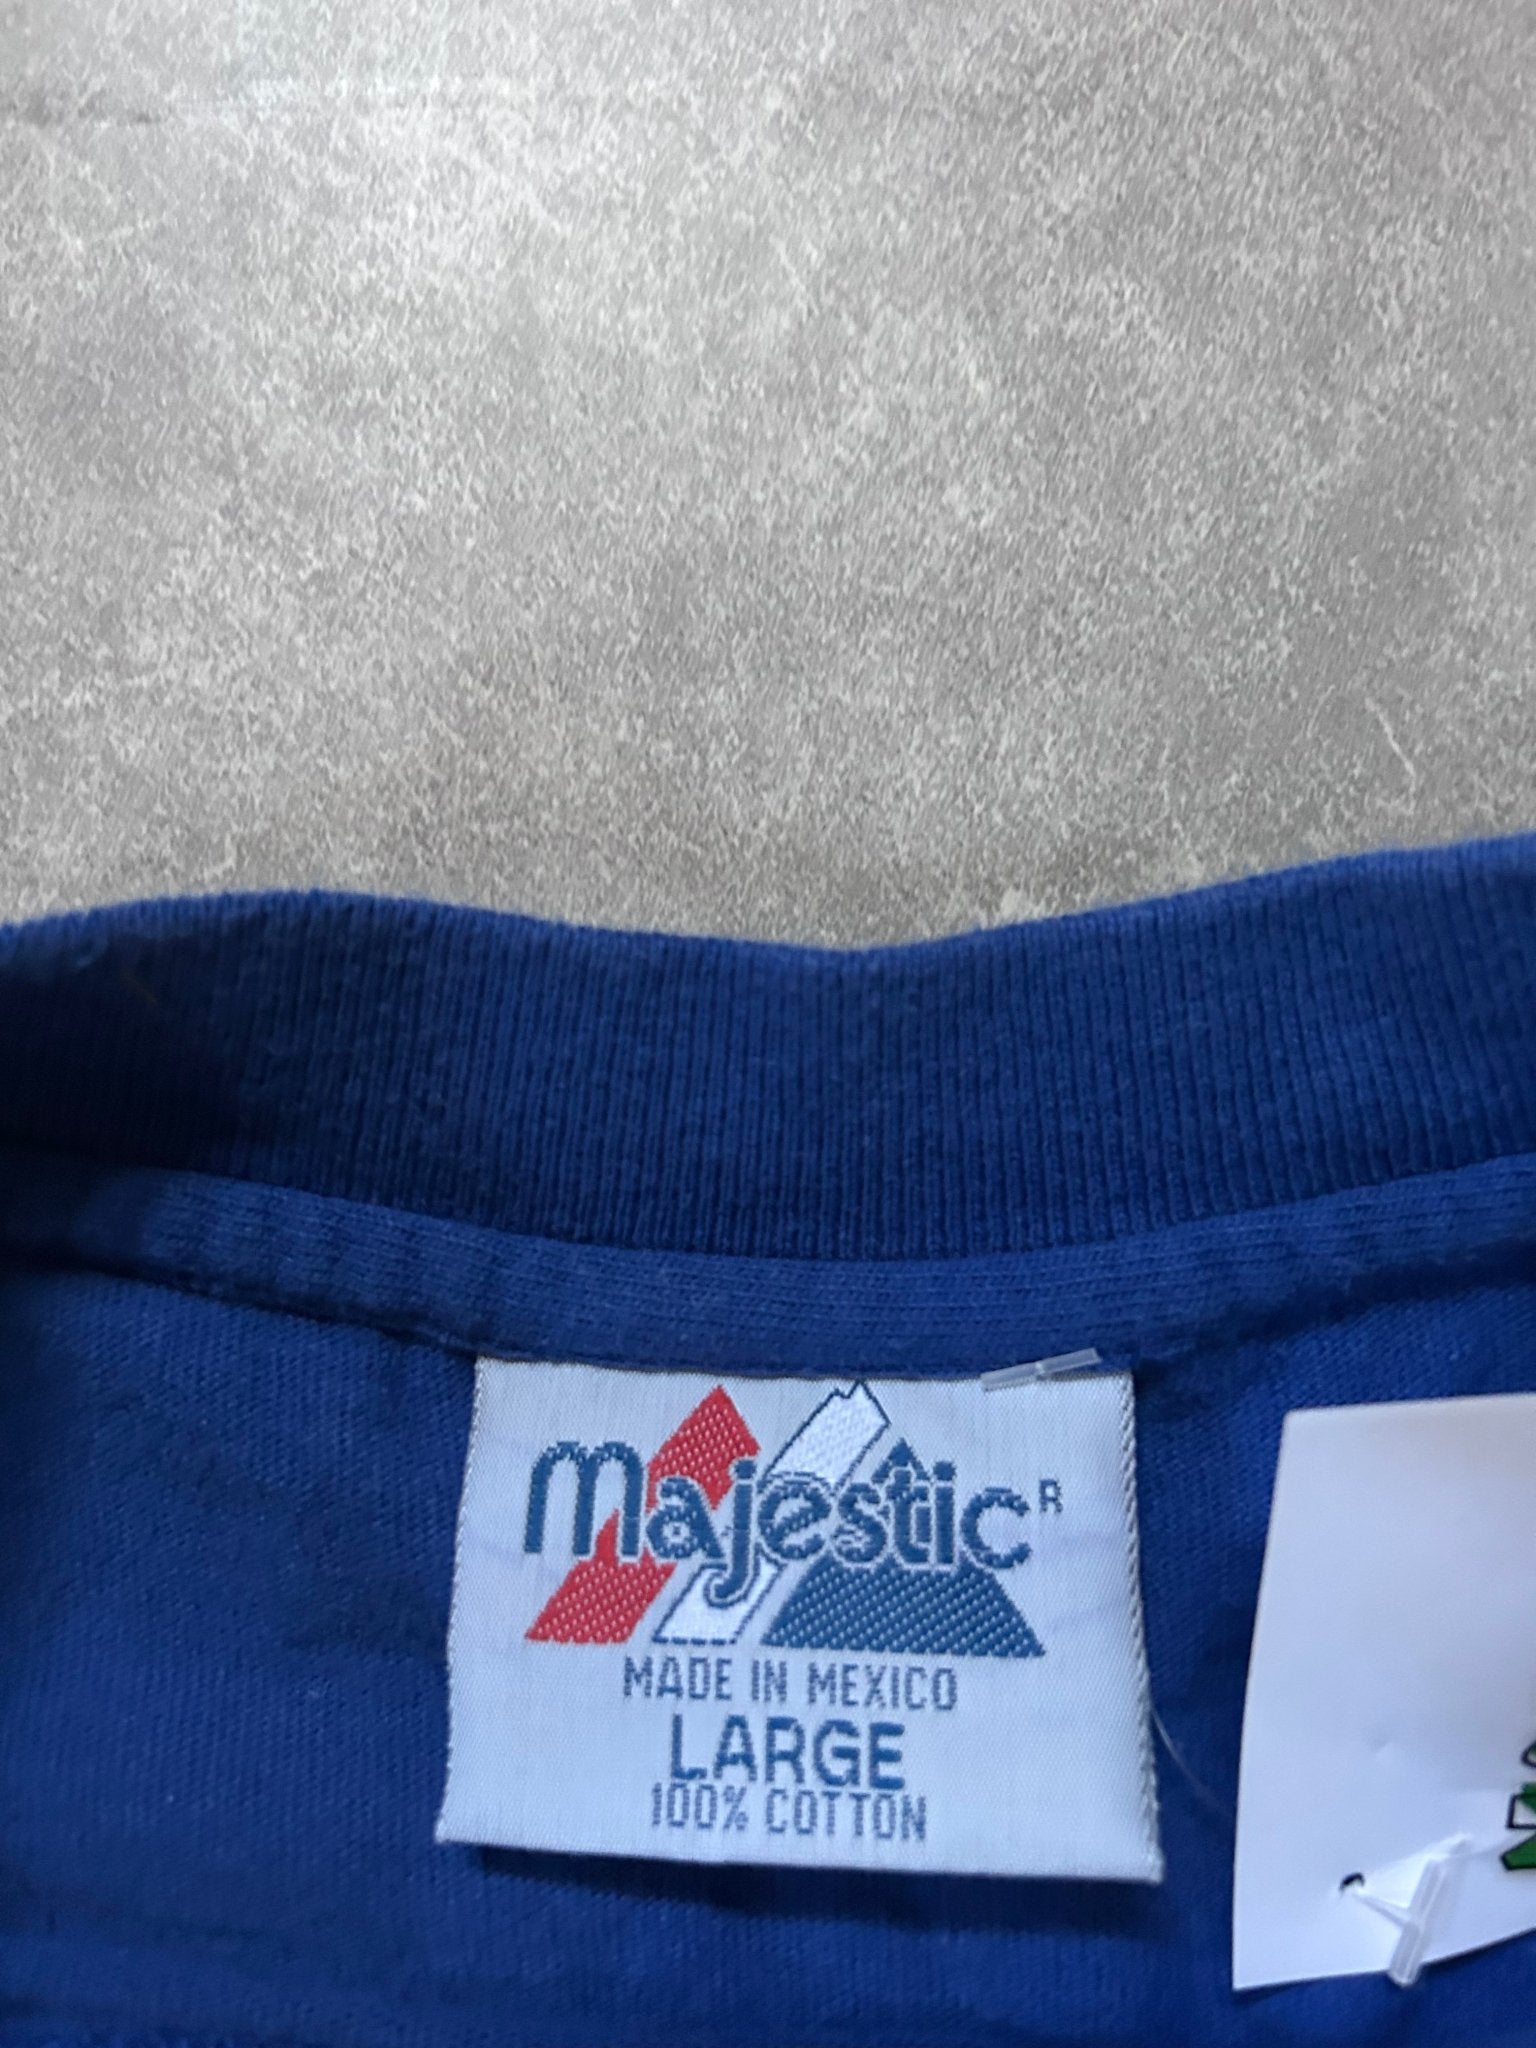 Majestic R
MADE IN MEXICO
LARGE
100% COTTON